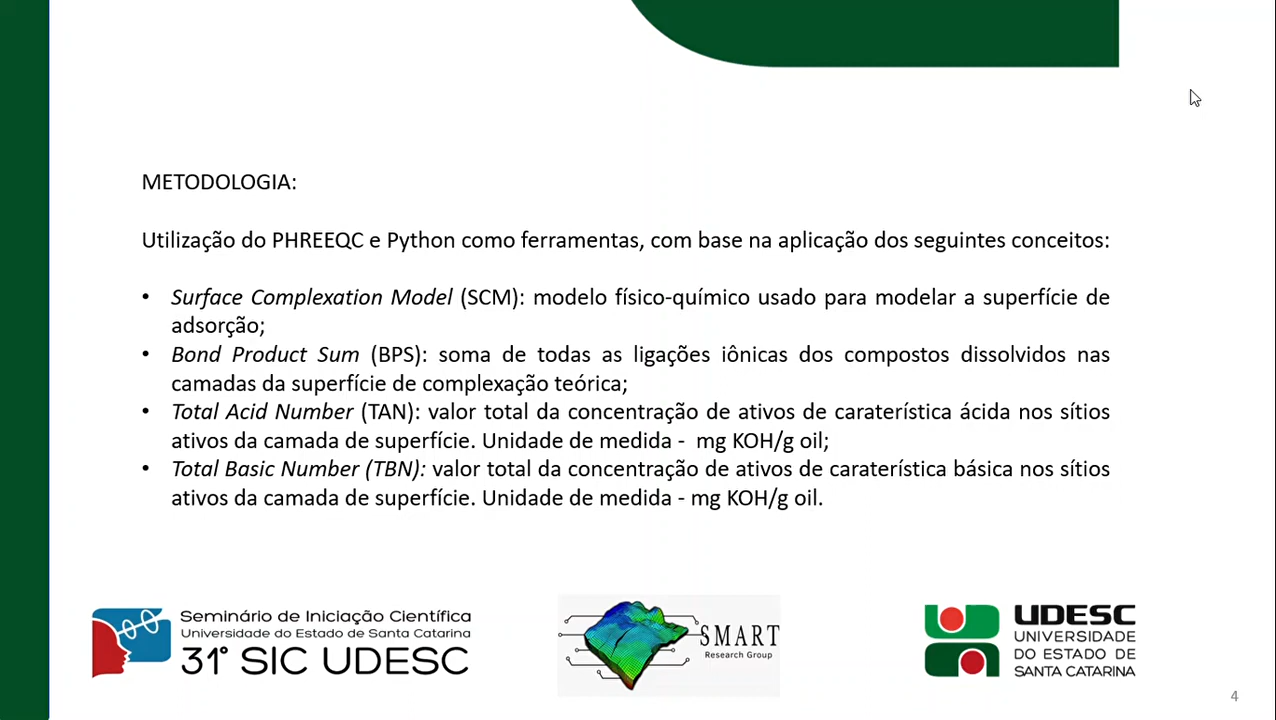 METODOLOGIA:
Utilização do PHREEQC e Python como ferramentas, com base na aplicação dos seguintes conceitos:
• Surface Complexation Model (SCM): modelo físico-químico usado para modelar a superfície de
adsorção;
• Bond Product Sum (BPS): soma de todas as ligações iônicas dos compostos dissolvidos nas
camadas da superfície de complexação teórica;
• Total Acid Number (TAN): valor total da concentração de ativos de caraterística ácida nos sítios
ativos da camada de superfície. Unidade de medida - mg KOH/g oil;
• Total Basic Number (TBN): valor total da concentração de ativos de caraterística básica nos sítios
ativos da camada de superfície. Unidade de medida - mg KOH/g oil.
Seminário de Iniciação Científica
Universidade do Estado de Santa Catarina
31º SIC UDESC
SMART
Research Group
UDESC
UNIVERSIDADE
DO ESTADO DE
SANTA CATARINA
4